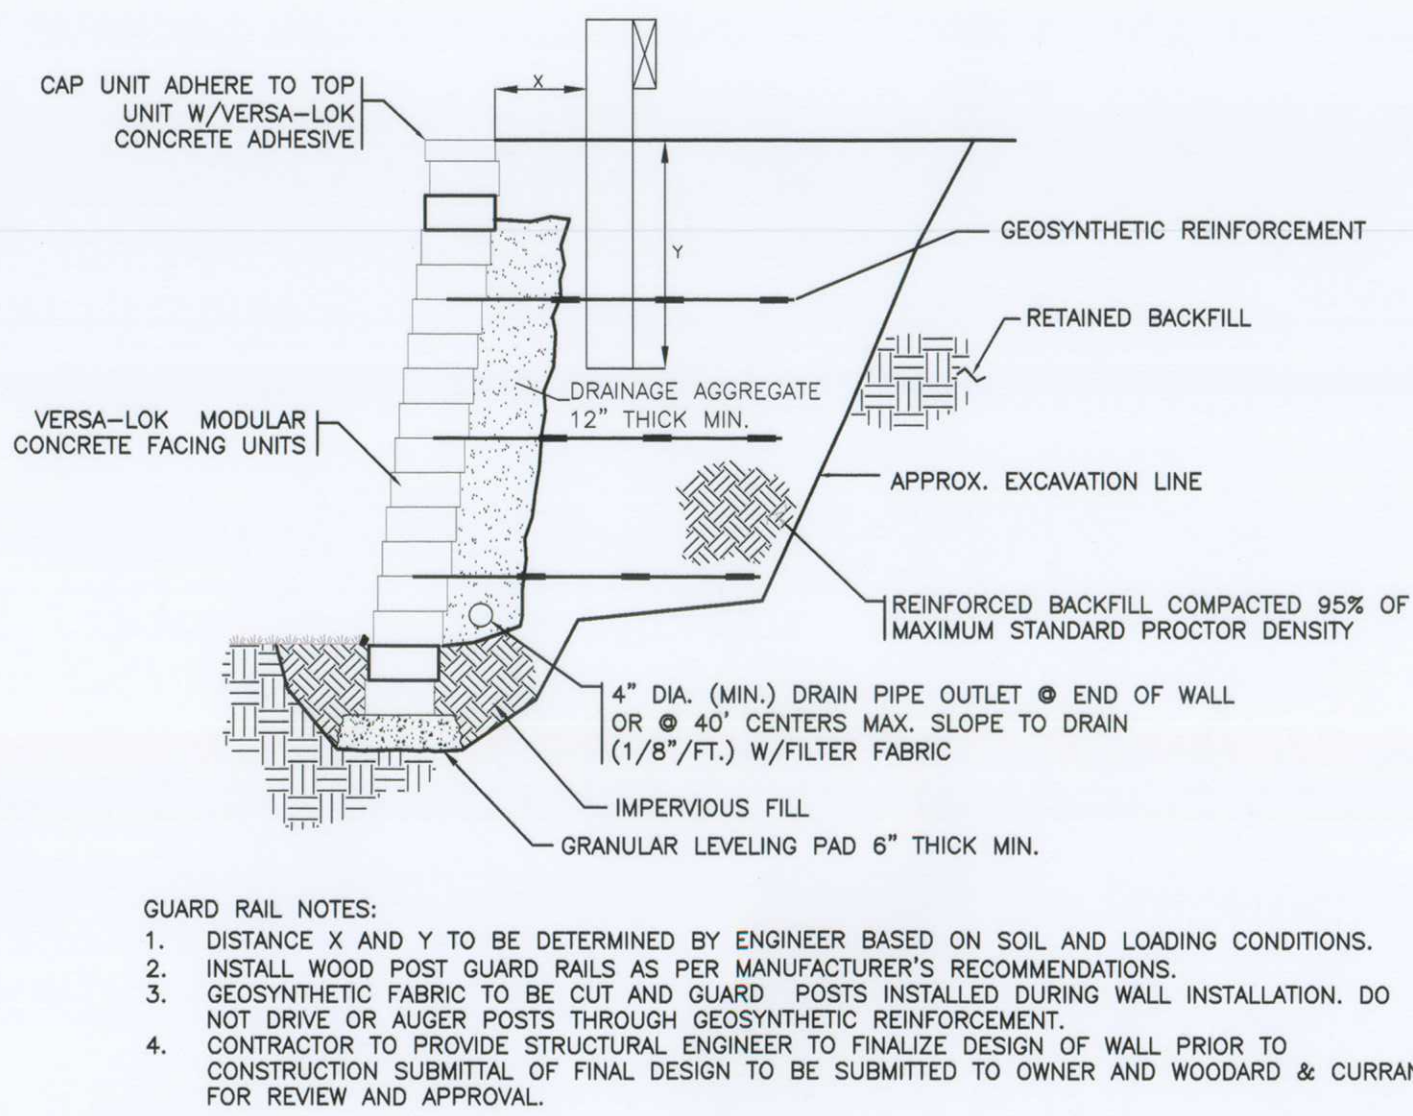 X
CAP UNIT ADHERE TO TOP
UNIT W/VERSA-LOK
CONCRETE ADHESIVE
GEOSYNTHETIC REINFORCEMENT
Y
RETAINED BACKFILL
DRAINAGE AGGREGATE
12" THICK MIN.
VERSA-LOK MODULAR
CONCRETE FACING UNITS
APPROX. EXCAVATION LINE
REINFORCED BACKFILL COMPACTED 95% OF
MAXIMUM STANDARD PROCTOR DENSITY
4" DIA. (MIN.) DRAIN PIPE OUTLET @ END OF WALL
OR @ 40' CENTERS MAX. SLOPE TO DRAIN
(1/8"/FT.) W/FILTER FABRIC
IMPERVIOUS FILL
GRANULAR LEVELING PAD 6" THICK MIN.
GUARD RAIL NOTES:
1. DISTANCE X AND Y TO BE DETERMINED BY ENGINEER BASED ON SOIL AND LOADING CONDITIONS.
2. INSTALL WOOD POST GUARD RAILS AS PER MANUFACTURER'S RECOMMENDATIONS.
3. GEOSYNTHETIC FABRIC TO BE CUT AND GUARD POSTS INSTALLED DURING WALL INSTALLATION. DO
NOT DRIVE OR AUGER POSTS THROUGH GEOSYNTHETIC REINFORCEMENT.
4. CONTRACTOR TO PROVIDE STRUCTURAL ENGINEER TO FINALIZE DESIGN OF WALL PRIOR TO
CONSTRUCTION SUBMITTAL OF FINAL DESIGN TO BE SUBMITTED TO OWNER AND WOODARD & CURRAN
FOR REVIEW AND APPROVAL.